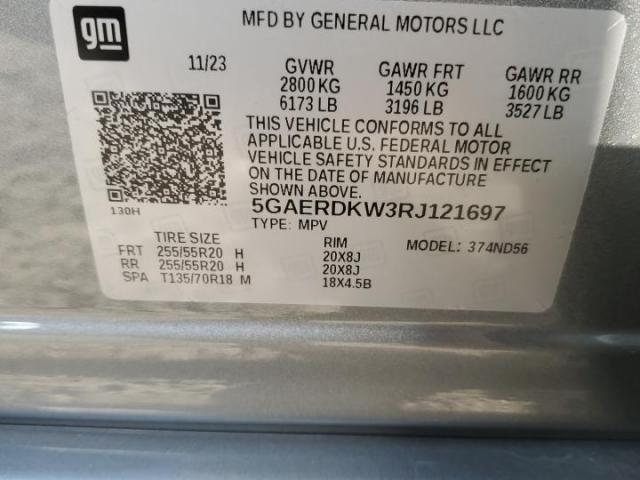 gm
MFD BY GENERAL MOTORS LLC
11/23 GVWR GAWR FRT GAWR RR
2800 KG 1450 KG 1600 KG
6173 LB 3196 LB 3527 LB
THIS VEHICLE CONFORMS TO ALL
APPLICABLE U.S. FEDERAL MOTOR
VEHICLE SAFETY STANDARDS IN EFFECT
ON THE DATE OF MANUFACTURE SHOWN ABOVE.
130H 5GAERDKW3RJ121697
TYPE: MPV
TIRE SIZE RIM MODEL: 374ND56
FRT 255/55R20 H 20X8J
RR 255/55R20 H 20X8J
SPA T135/70R18 M 18X4.5B